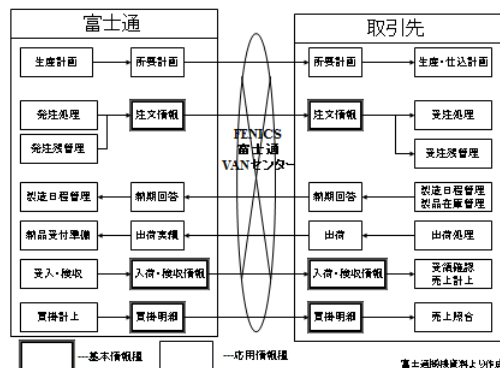 富士通
取引先
生産計画
所要計画
所要計画
生産・仕込計画
発注処理
注文情報
注文情報
受注処理
発注残管理
受注残管理
FENICS
富士通
VANセンター
製造日程管理
納期回答
納期回答
製造日程管理
製品在庫管理
納品受付準備
出荷実績
出荷
出荷処理
受入・検収
入荷・検収情報
入荷・検収情報
受領確認
売上計上
買掛計上
買掛明細
買掛明細
売上照合
---基本情報種
---応用情報種
富士通説明資料より作成